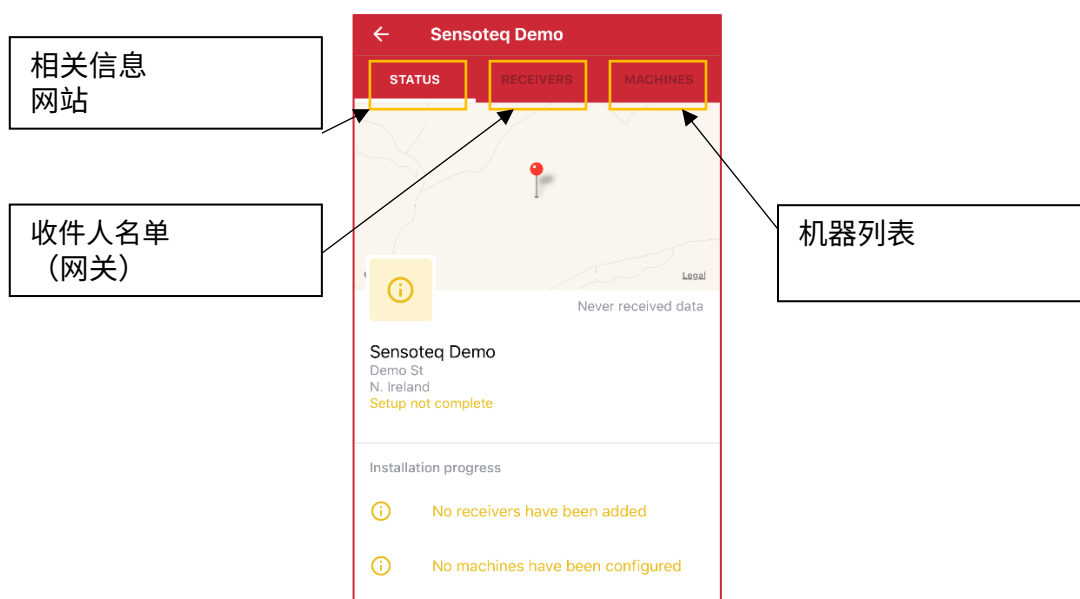 Sensoteq Demo
相关信息
网站
STATUS
RECEIVERS
MACHINES
收件人名单
（网关）
机器列表
Legal
Never received data
Sensoteq Demo
Demo St
N. Ireland
Setup not complete
Installation progress
No receivers have been added
No machines have been configured